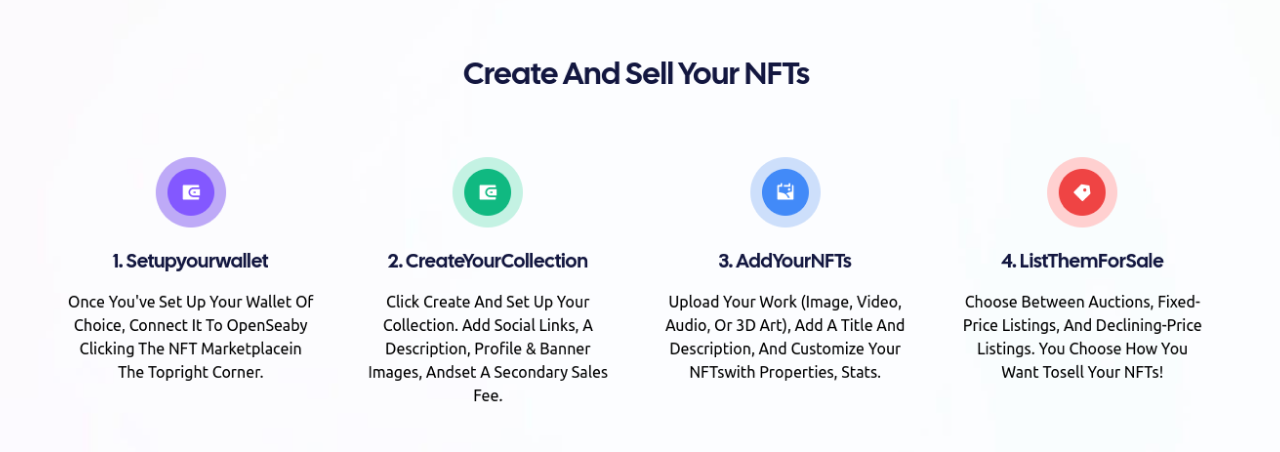 Create And Sell Your NFTs
1. Setupyourwallet
Once You've Set Up Your Wallet Of
Choice, Connect It To OpenSeaby
Clicking The NFT Marketplacein
The Topright Corner.
2. CreateYourCollection
Click Create And Set Up Your
Collection. Add Social Links, A
Description, Profile & Banner
Images, Andset A Secondary Sales
Fee.
3. AddYourNFTs
Upload Your Work (Image, Video,
Audio, Or 3D Art), Add A Title And
Description, And Customize Your
NFTswith Properties, Stats.
4. ListThemForSale
Choose Between Auctions, Fixed-
Price Listings, And Declining-Price
Listings. You Choose How You
Want Tosell Your NFTs!